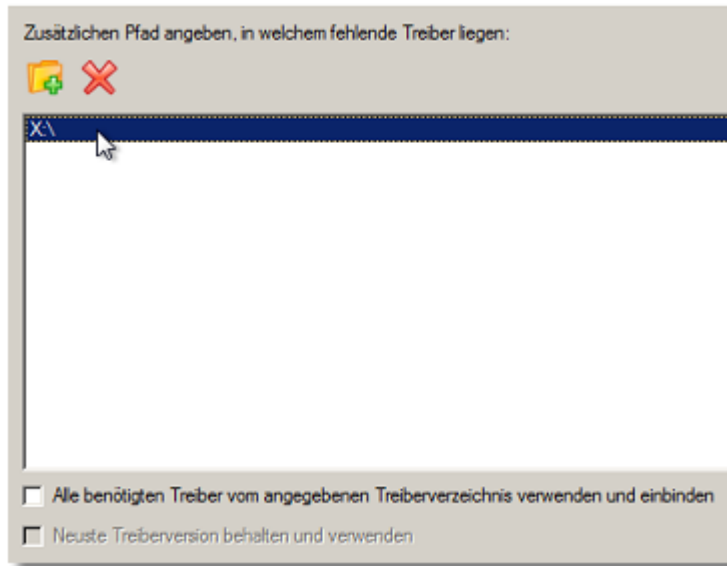 Zusätzlichen Pfad angeben, in welchem fehlende Treiber liegen:
X:\
Alle benötigten Treiber vom angegebenen Treiberverzeichnis verwenden und einbinden
Neuste Treiberversion behalten und verwenden